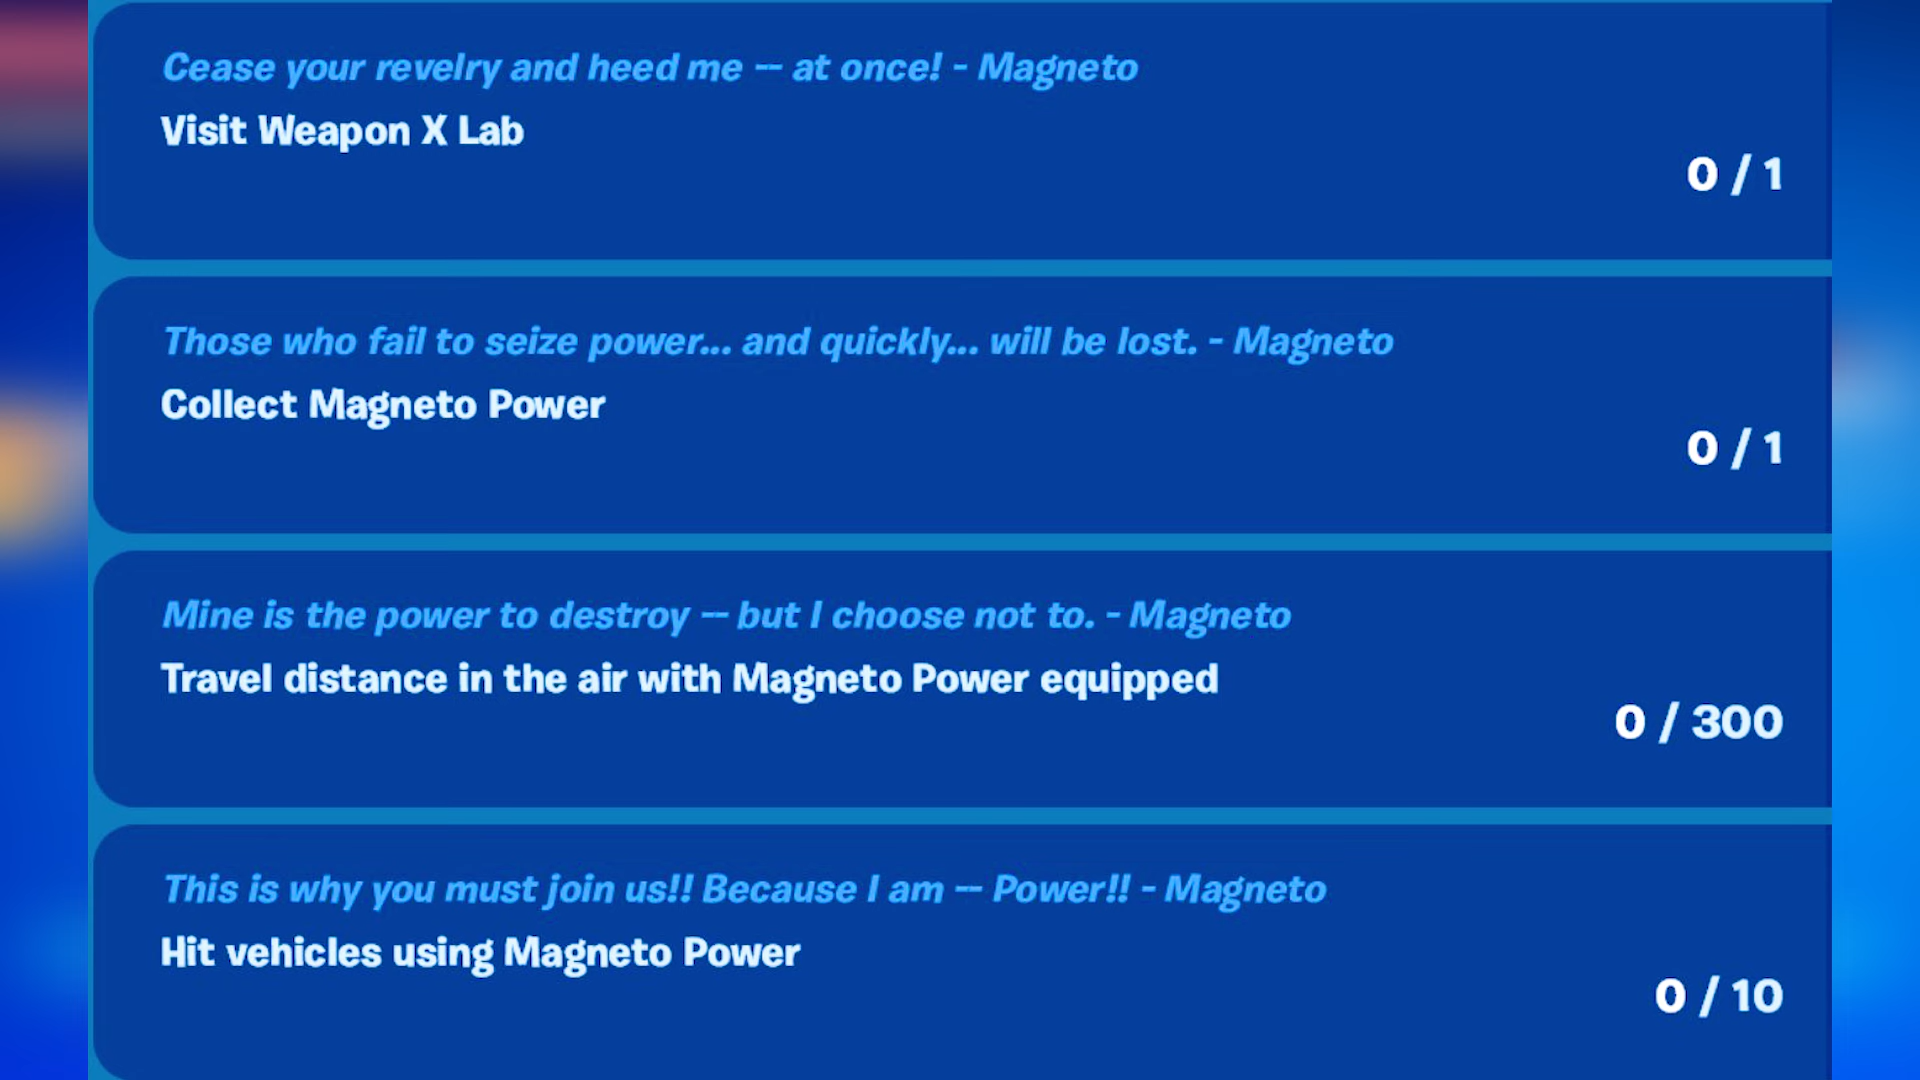 Cease your revelry and heed me -- at once! - Magneto
Visit Weapon X Lab
0 / 1
Those who fail to seize power... and quickly... will be lost. - Magneto
Collect Magneto Power
0 / 1
Mine is the power to destroy -- but I choose not to. - Magneto
Travel distance in the air with Magneto Power equipped
0 / 300
This is why you must join us!! Because I am -- Power!! - Magneto
Hit vehicles using Magneto Power
0 / 10